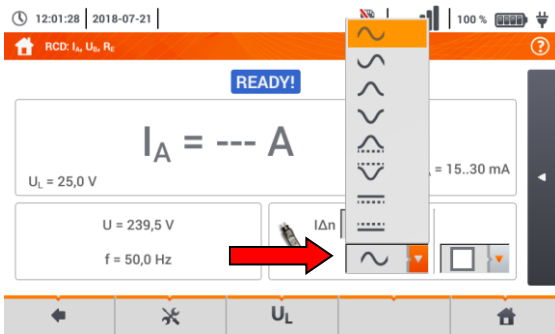 12:01:28 2018-07-21 100 %
RCD: IA, UB, RE
READY!
IA = --- A
UL = 25,0 V
= 15..30 mA
U = 239,5 V
IΔn
f = 50,0 Hz
UL